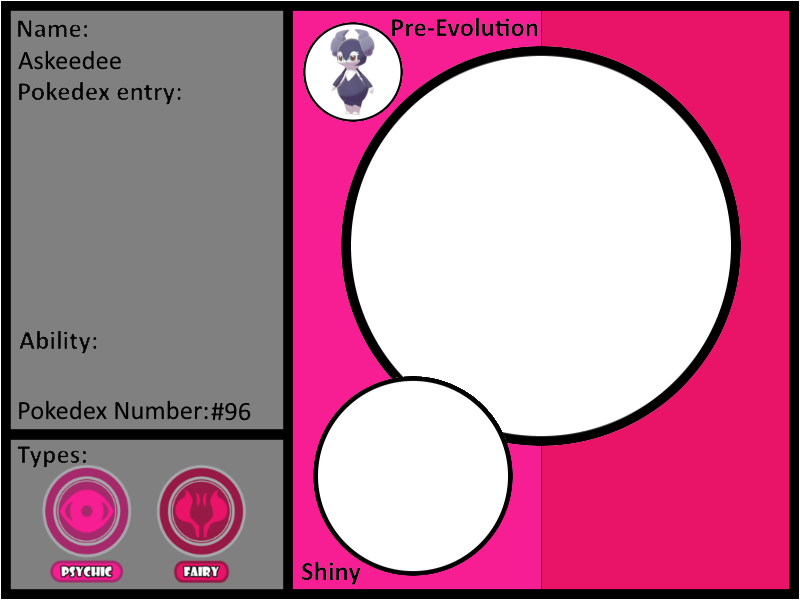 Name:
Askeedee
Pokedex entry:
Ability:
Pokedex Number:#96
Types:
PSYCHIC
FAIRY
Pre-Evolution
Shiny